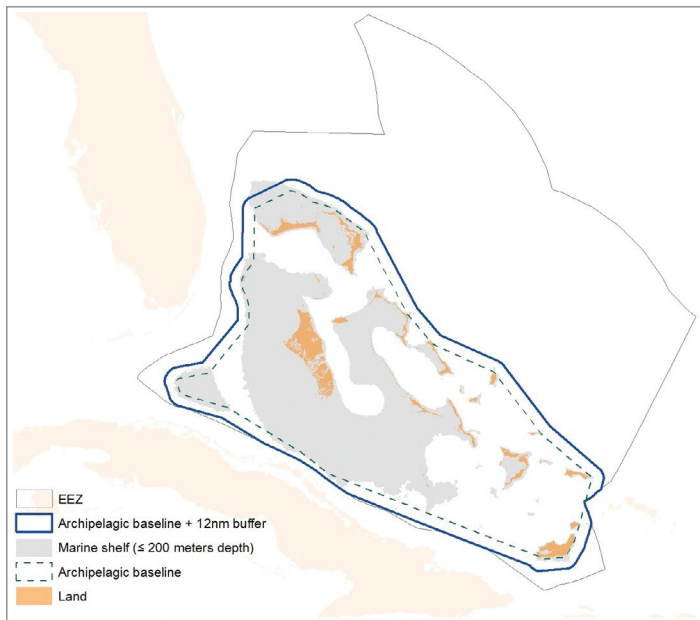 EEZ
Archipelagic baseline + 12nm buffer
Marine shelf (≤ 200 meters depth)
Archipelagic baseline
Land